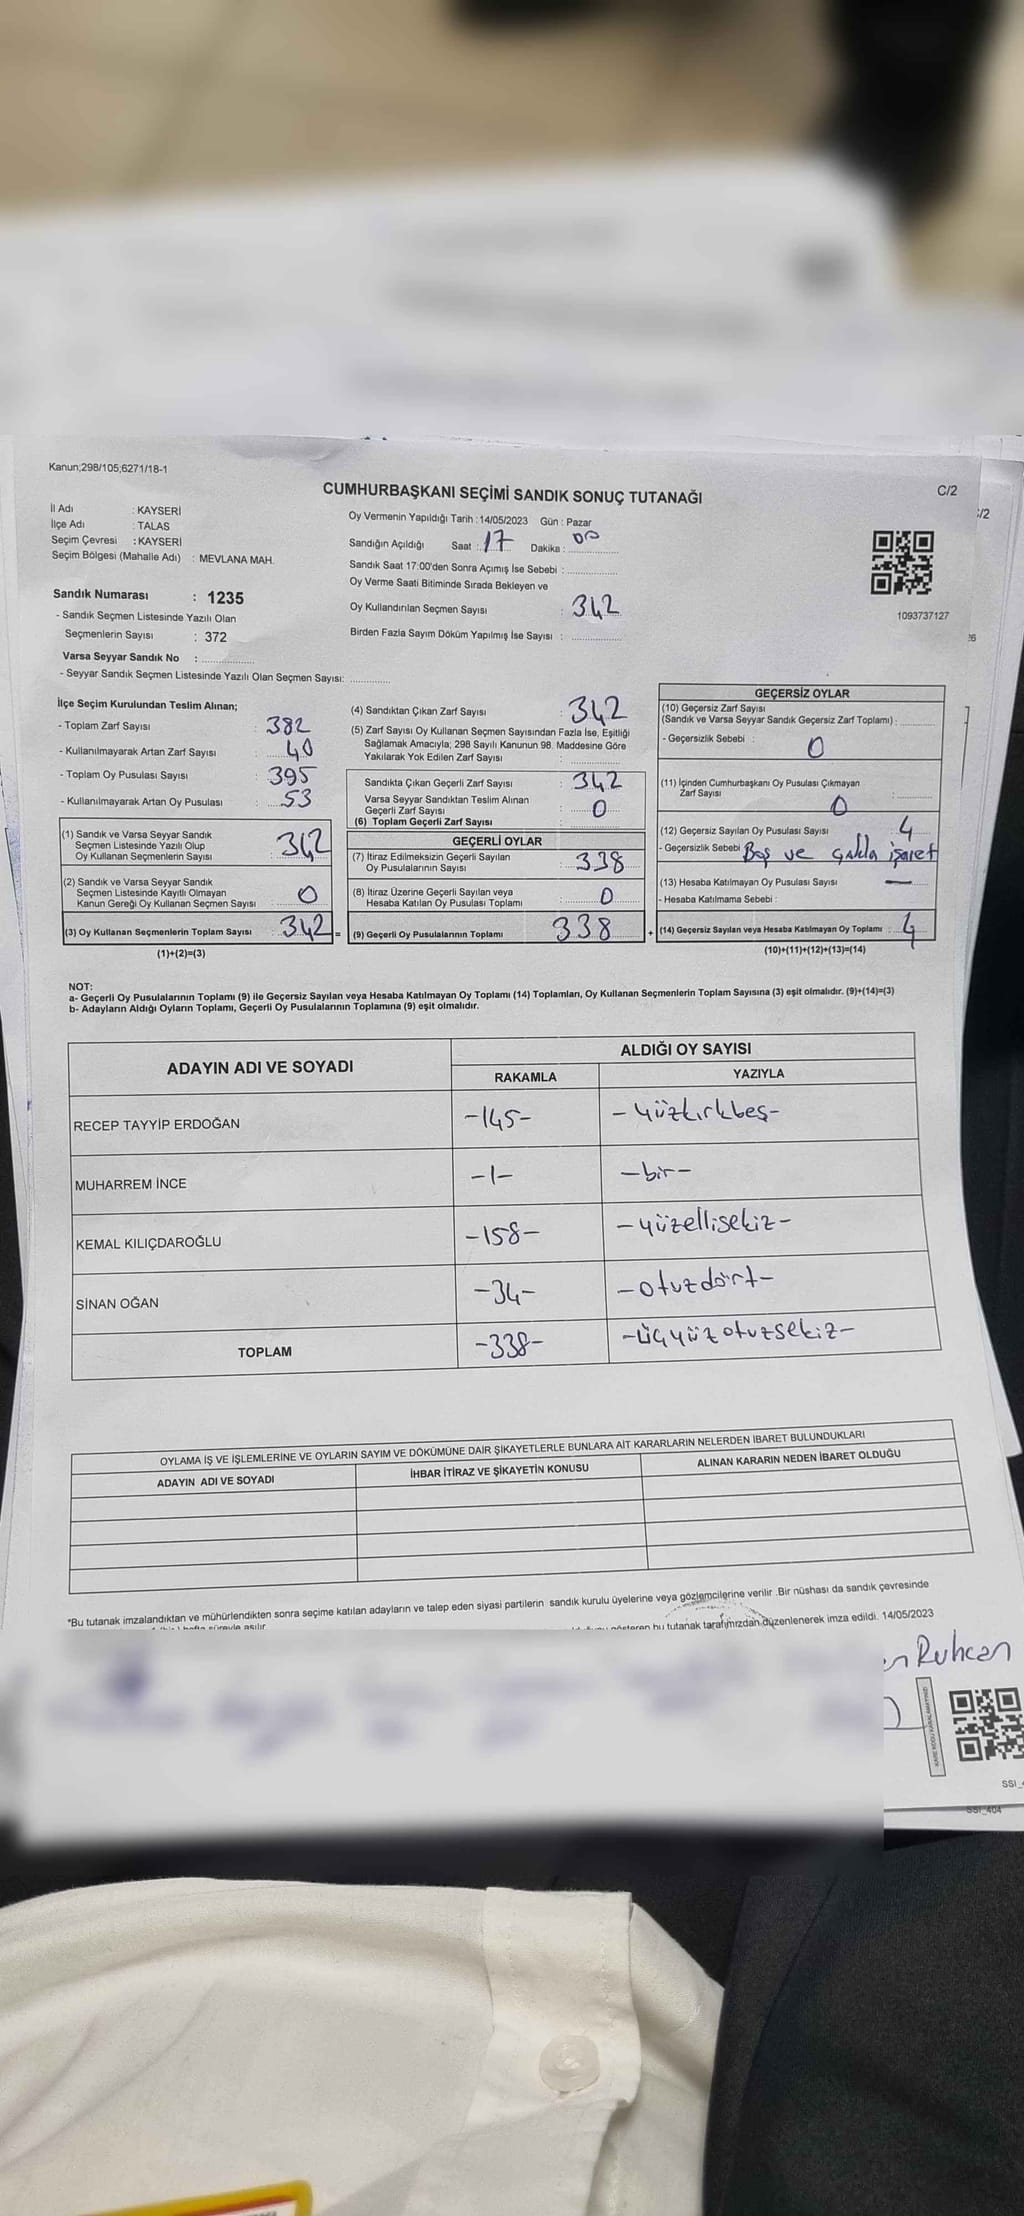 Kanun;298/105;6271/18-1
CUMHURBAŞKANI SEÇİMİ SANDIK SONUÇ TUTANAĞI
C/2
/2
İl Adı : KAYSERİ
İlçe Adı : TALAS
Seçim Çevresi : KAYSERİ
Seçim Bölgesi (Mahalle Adı) : MEVLANA MAH.
Sandık Numarası : 1235
- Sandık Seçmen Listesinde Yazılı Olan
Seçmenlerin Sayısı : 372
Varsa Seyyar Sandık No :
- Seyyar Sandık Seçmen Listesinde Yazılı Olan Seçmen Sayısı:
Oy Vermenin Yapıldığı Tarih :14/05/2023 Gün : Pazar
Sandığın Açıldığı Saat : 17 Dakika : 00
Sandık Saat 17:00'den Sonra Açımış İse Sebebi :
Oy Verme Saati Bitiminde Sırada Bekleyen ve
Oy Kullandırılan Seçmen Sayısı : 342
Birden Fazla Sayım Döküm Yapılmış İse Sayısı :
1093737127
İlçe Seçim Kurulundan Teslim Alınan;
- Toplam Zarf Sayısı : 382
- Kullanılmayarak Artan Zarf Sayısı : 40
- Toplam Oy Pusulası Sayısı : 395
- Kullanılmayarak Artan Oy Pusulası : 53
(1) Sandık ve Varsa Seyyar Sandık
Seçmen Listesinde Yazılı Olup
Oy Kullanan Seçmenlerin Sayısı : 342
(2) Sandık ve Varsa Seyyar Sandık
Seçmen Listesinde Kayıtlı Olmayan
Kanun Gereği Oy Kullanan Seçmen Sayısı : 0
(3) Oy Kullanan Seçmenlerin Toplam Sayısı : 342 =
(1)+(2)=(3)
(4) Sandıktan Çıkan Zarf Sayısı : 342
(5) Zarf Sayısı Oy Kullanan Seçmen Sayısından Fazla İse, Eşitliği
Sağlamak Amacıyla; 298 Sayılı Kanunun 98. Maddesine Göre
Yakılarak Yok Edilen Zarf Sayısı :
Sandıkta Çıkan Geçerli Zarf Sayısı : 342
Varsa Seyyar Sandıktan Teslim Alınan
Geçerli Zarf Sayısı : 0
(6) Toplam Geçerli Zarf Sayısı :
GEÇERLİ OYLAR
(7) İtiraz Edilmeksizin Geçerli Sayılan
Oy Pusulalarının Sayısı : 338
(8) İtiraz Üzerine Geçerli Sayılan veya
Hesaba Katılan Oy Pusulası Toplamı : 0
(9) Geçerli Oy Pusulalarının Toplamı : 338 +
GEÇERSİZ OYLAR
(10) Geçersiz Zarf Sayısı
(Sandık ve Varsa Seyyar Sandık Geçersiz Zarf Toplamı) :
- Geçersizlik Sebebi : 0
(11) İçinden Cumhurbaşkanı Oy Pusulası Çıkmayan
Zarf Sayısı : 0
(12) Geçersiz Sayılan Oy Pusulası Sayısı : 4
- Geçersizlik Sebebi : Boş ve çokla işaret
(13) Hesaba Katılmayan Oy Pusulası Sayısı : —
- Hesaba Katılmama Sebebi :
(14) Geçersiz Sayılan veya Hesaba Katılmayan Oy Toplamı : 4
(10)+(11)+(12)+(13)=(14)
NOT:
a- Geçerli Oy Pusulalarının Toplamı (9) ile Geçersiz Sayılan veya Hesaba Katılmayan Oy Toplamı (14) Toplamları, Oy Kullanan Seçmenlerin Toplam Sayısına (3) eşit olmalıdır. (9)+(14)=(3)
b- Adayların Aldığı Oyların Toplamı, Geçerli Oy Pusulalarının Toplamına (9) eşit olmalıdır.
ADAYIN ADI VE SOYADI ALDIĞI OY SAYISI
RAKAMLA YAZIYLA
RECEP TAYYİP ERDOĞAN -145- -yüzkırkbeş-
MUHARREM İNCE -1- -bir-
KEMAL KILIÇDAROĞLU -158- -yüzellisekiz-
SİNAN OĞAN -34- -otuzdört-
TOPLAM -338- -üçyüzotuzsekiz-
OYLAMA İŞ VE İŞLEMLERİNE VE OYLARIN SAYIM VE DÖKÜMÜNE DAİR ŞİKAYETLERLE BUNLARA AİT KARARLARIN NELERDEN İBARET BULUNDUKLARI
ADAYIN ADI VE SOYADI İHBAR İTİRAZ VE ŞİKAYETİN KONUSU ALINAN KARARIN NEDEN İBARET OLDUĞU
*Bu tutanak imzalandıktan ve mühürlendikten sonra seçime katılan adayların ve talep eden siyasi partilerin sandık kurulu üyelerine veya gözlemcilerine verilir .Bir nüshası da sandık çevresinde
gösteren bu tutanak tarafımızdan düzenlenerek imza edildi. 14/05/2023
Ruhcan
SSI_404